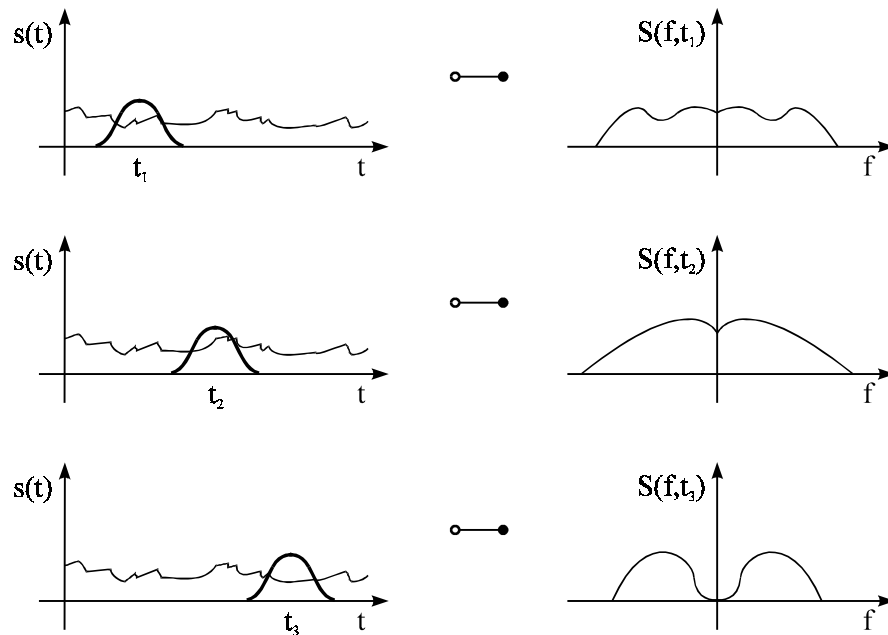 s(t)
t₁
t
S(f,t₁)
f
s(t)
t₂
t
S(f,t₂)
f
s(t)
t₃
t
S(f,t₃)
f